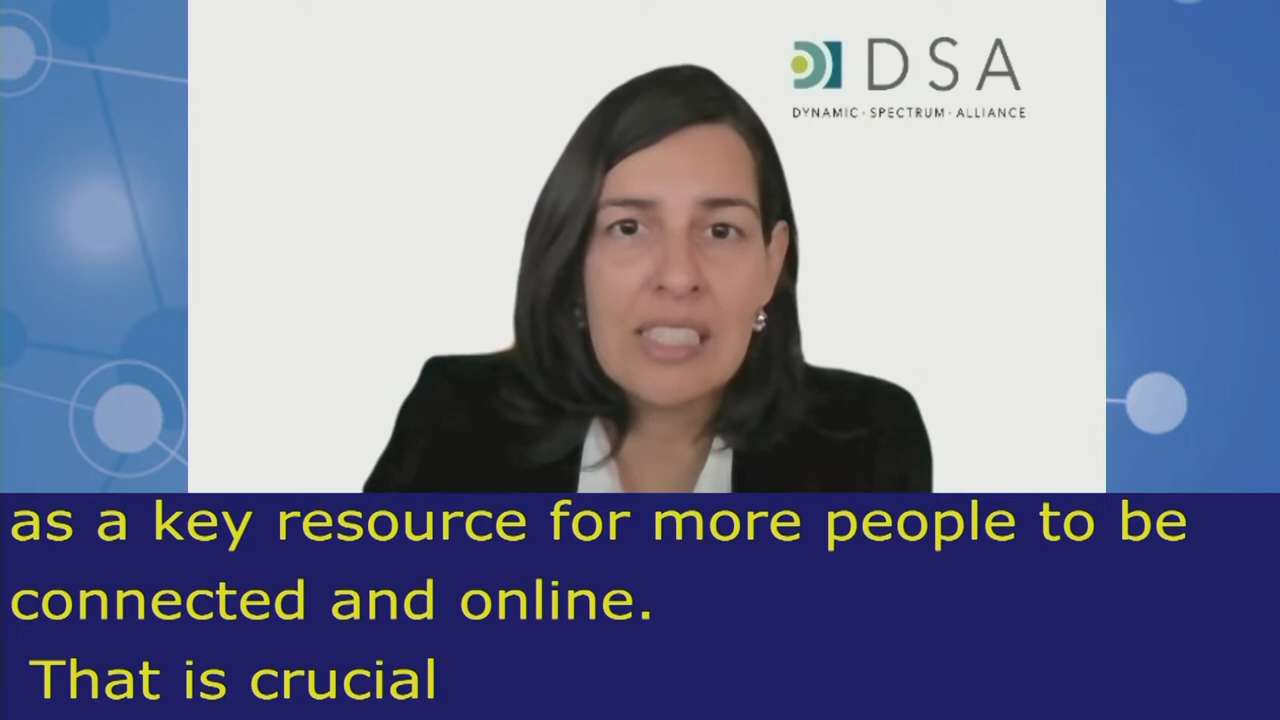 DSA
DYNAMIC · SPECTRUM · ALLIANCE
as a key resource for more people to be
connected and online.
That is crucial